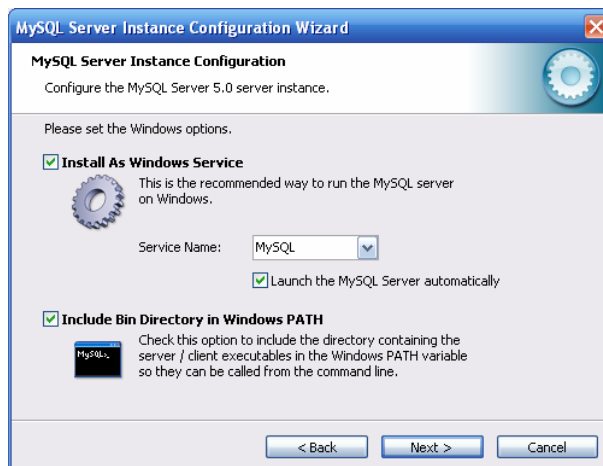 MySQL Server Instance Configuration Wizard
MySQL Server Instance Configuration
Configure the MySQL Server 5.0 server instance.
Please set the Windows options.
Install As Windows Service
This is the recommended way to run the MySQL server
on Windows.
Service Name:
MySQL
Launch the MySQL Server automatically
Include Bin Directory in Windows PATH
MySQL>_
Check this option to include the directory containing the
server / client executables in the Windows PATH variable
so they can be called from the command line.
< Back
Next >
Cancel